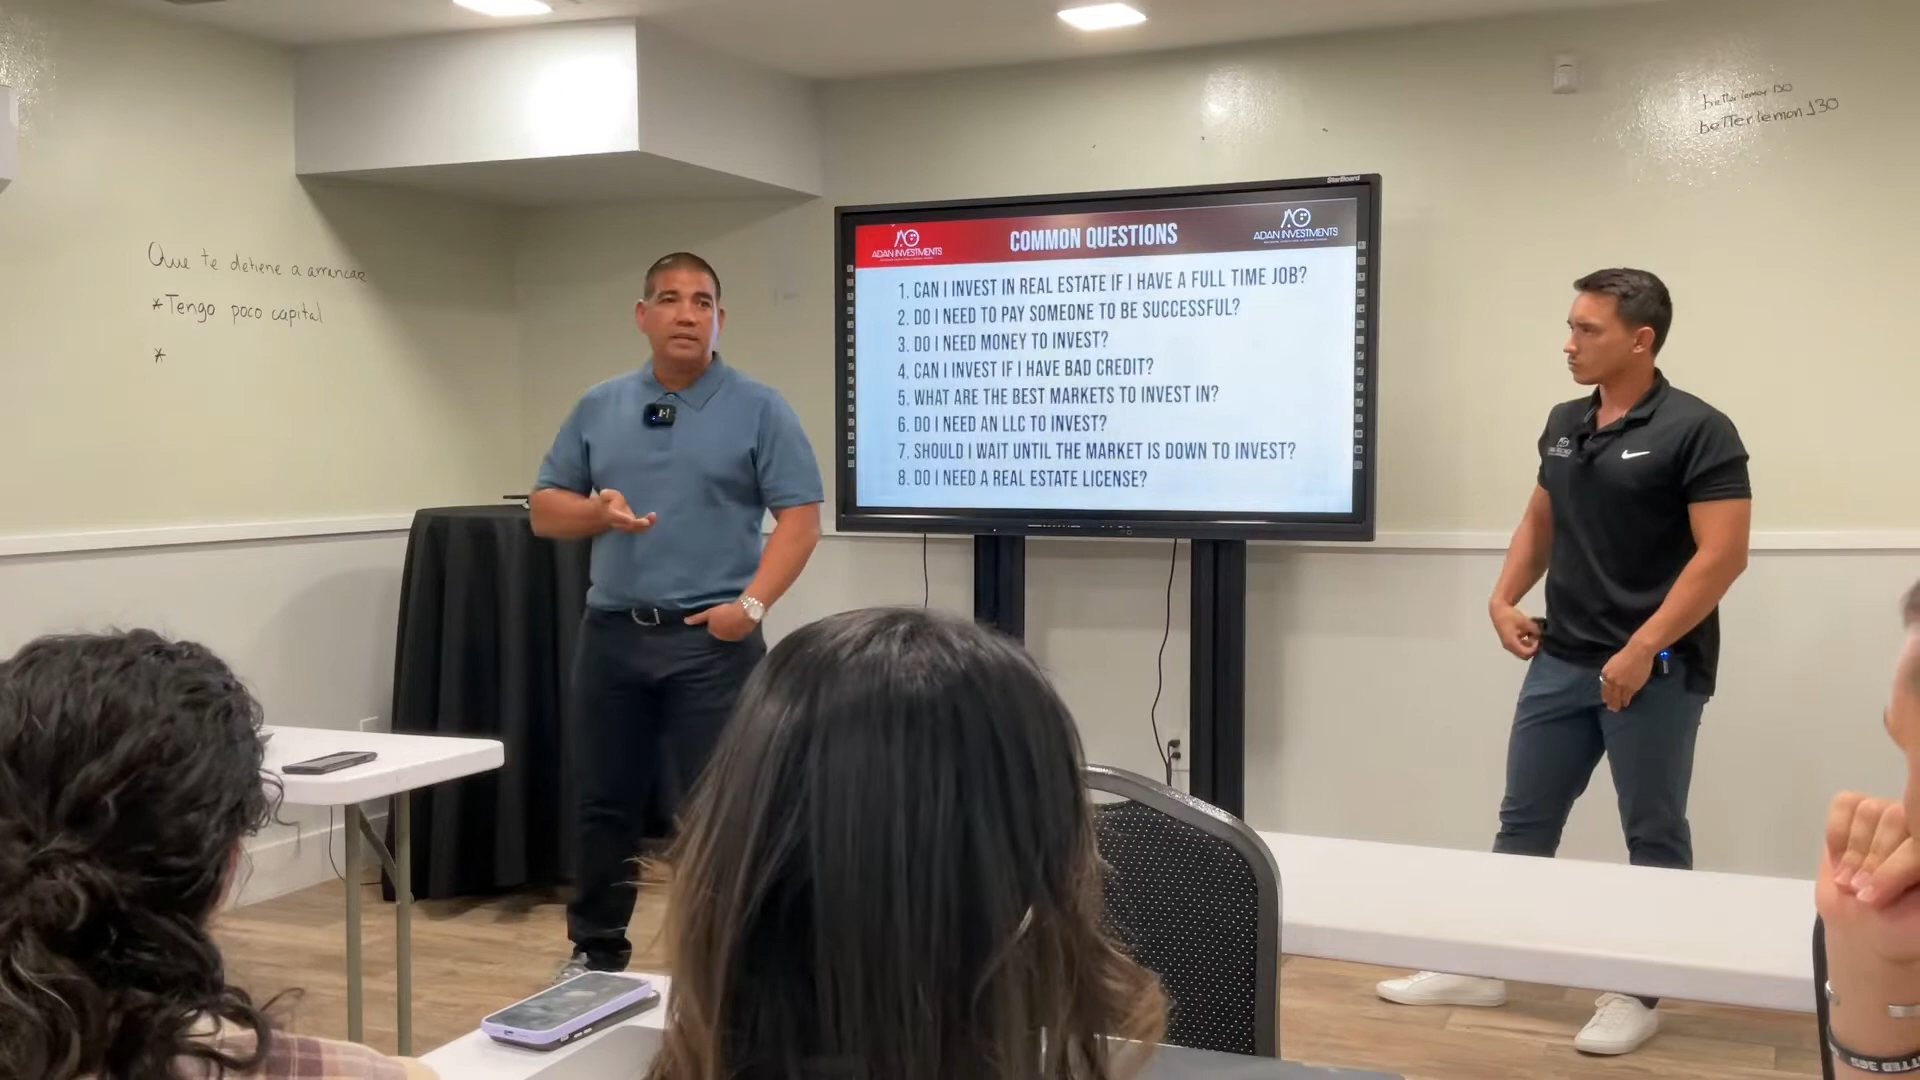 betterlemon130
betterlemon130
StarBoard
Que te detiene a arrancar
*Tengo poco capital
*
ADAN INVESTMENTS
COMMON QUESTIONS
ADAN INVESTMENTS
1. CAN I INVEST IN REAL ESTATE IF I HAVE A FULL TIME JOB?
2. DO I NEED TO PAY SOMEONE TO BE SUCCESSFUL?
3. DO I NEED MONEY TO INVEST?
4. CAN I INVEST IF I HAVE BAD CREDIT?
5. WHAT ARE THE BEST MARKETS TO INVEST IN?
6. DO I NEED AN LLC TO INVEST?
7. SHOULD I WAIT UNTIL THE MARKET IS DOWN TO INVEST?
8. DO I NEED A REAL ESTATE LICENSE?